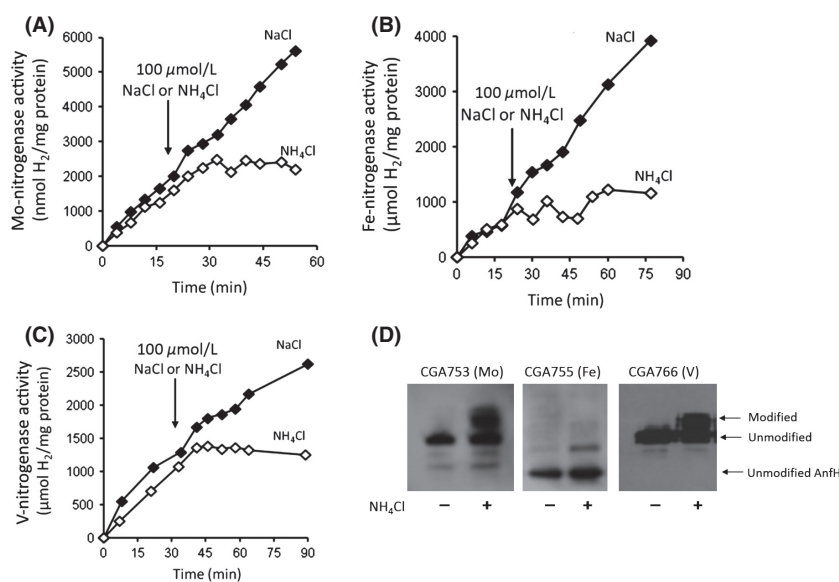 (A)
Mo-nitrogenase activity
(nmol H₂/mg protein)
6000
5000
4000
3000
2000
1000
0
100 µmol/L
NaCl or NH₄Cl
NaCl
NH₄Cl
0 15 30 45 60
Time (min)
(B)
Fe-nitrogenase activity
(µmol H₂/mg protein)
4000
3000
2000
1000
0
100 µmol/L
NaCl or NH₄Cl
NaCl
NH₄Cl
0 15 30 45 60 75 90
Time (min)
(C)
V-nitrogenase activity
(µmol H₂/mg protein)
3000
2500
2000
1500
1000
500
0
100 µmol/L
NaCl or NH₄Cl
NaCl
NH₄Cl
0 15 30 45 60 75 90
Time (min)
(D)
CGA753 (Mo) CGA755 (Fe) CGA766 (V)
Modified
Unmodified
Unmodified AnfH
NH₄Cl − + − + − +